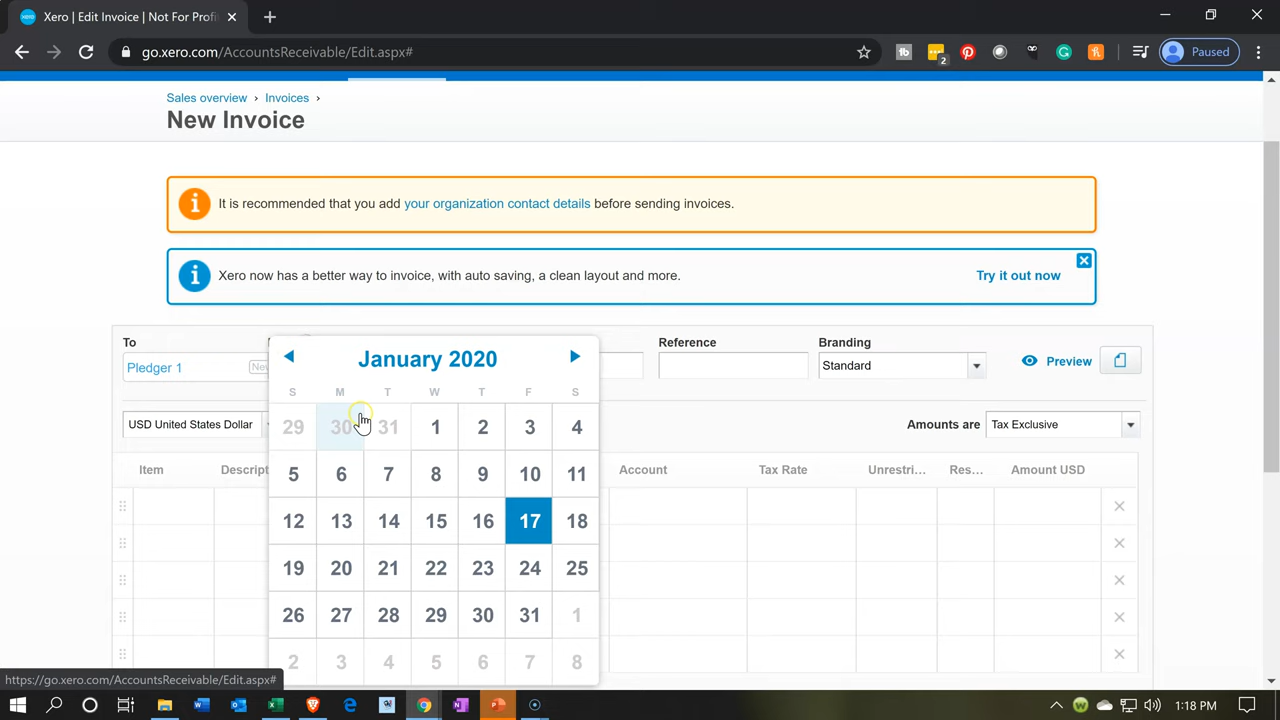 Xero | Edit Invoice | Not For Profi
go.xero.com/AccountsReceivable/Edit.aspx#
2
Paused
Sales overview › Invoices ›
New Invoice
It is recommended that you add your organization contact details before sending invoices.
Xero now has a better way to invoice, with auto saving, a clean layout and more.
Try it out now
To
Reference
Branding
Pledger 1
Standard
Preview
January 2020
S M T W T F S
29 30 31 1 2 3 4
5 6 7 8 9 10 11
12 13 14 15 16 17 18
19 20 21 22 23 24 25
26 27 28 29 30 31 1
2 3 4 5 6 7 8
USD United States Dollar
Amounts are
Tax Exclusive
Item Descript Account Tax Rate Unrestri... Res... Amount USD
https://go.xero.com/AccountsReceivable/Edit.aspx#
1:18 PM